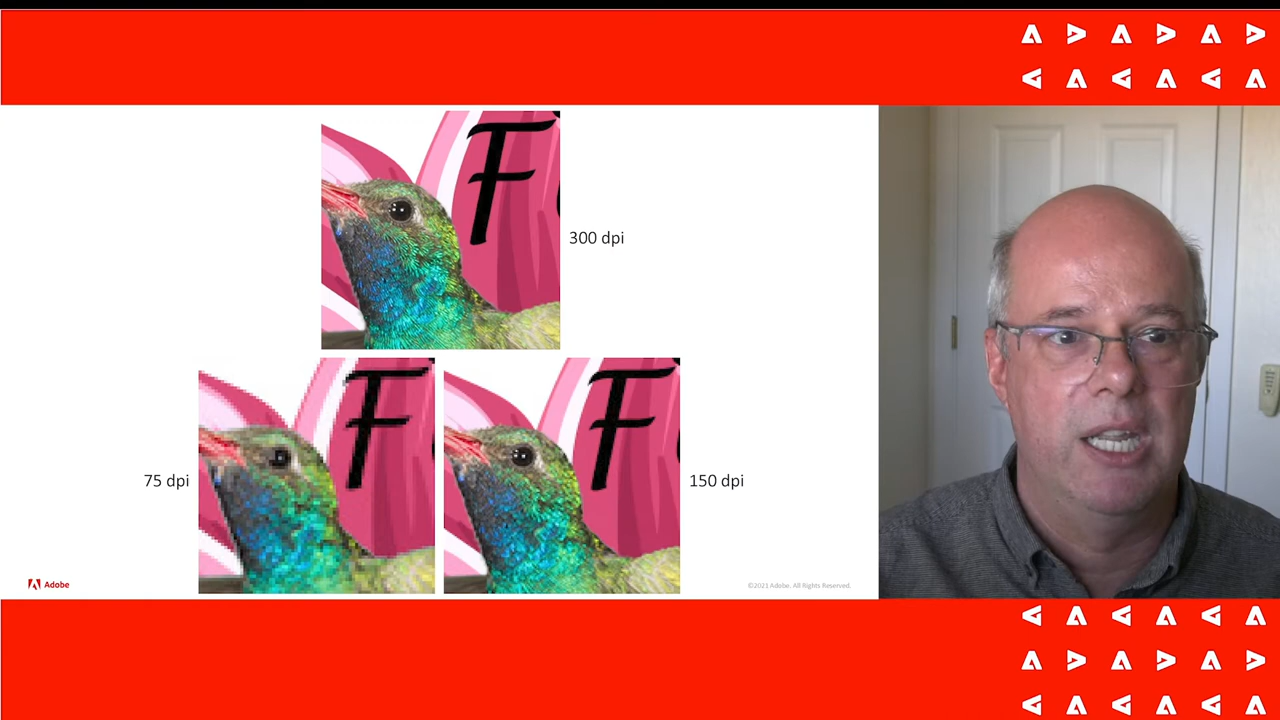 F
300 dpi
F
75 dpi
F
150 dpi
Adobe
©2021 Adobe. All Rights Reserved.